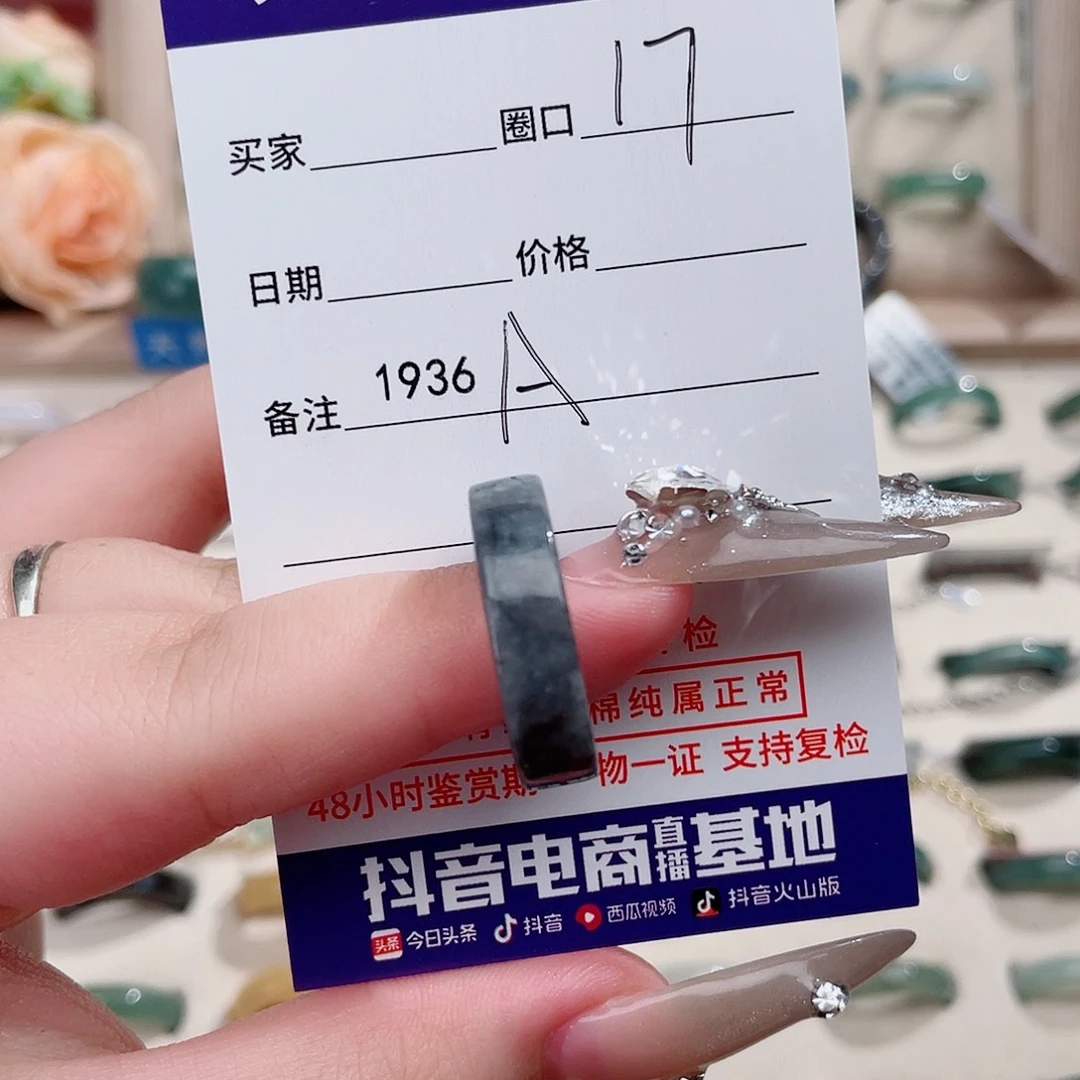 买家 圈口 17
日期 价格
备注 1936 A
检
棉纯属正常
48小时鉴赏期 物一证 支持复检
抖音电商直播基地
头条 今日头条 抖音 西瓜视频 抖音火山版